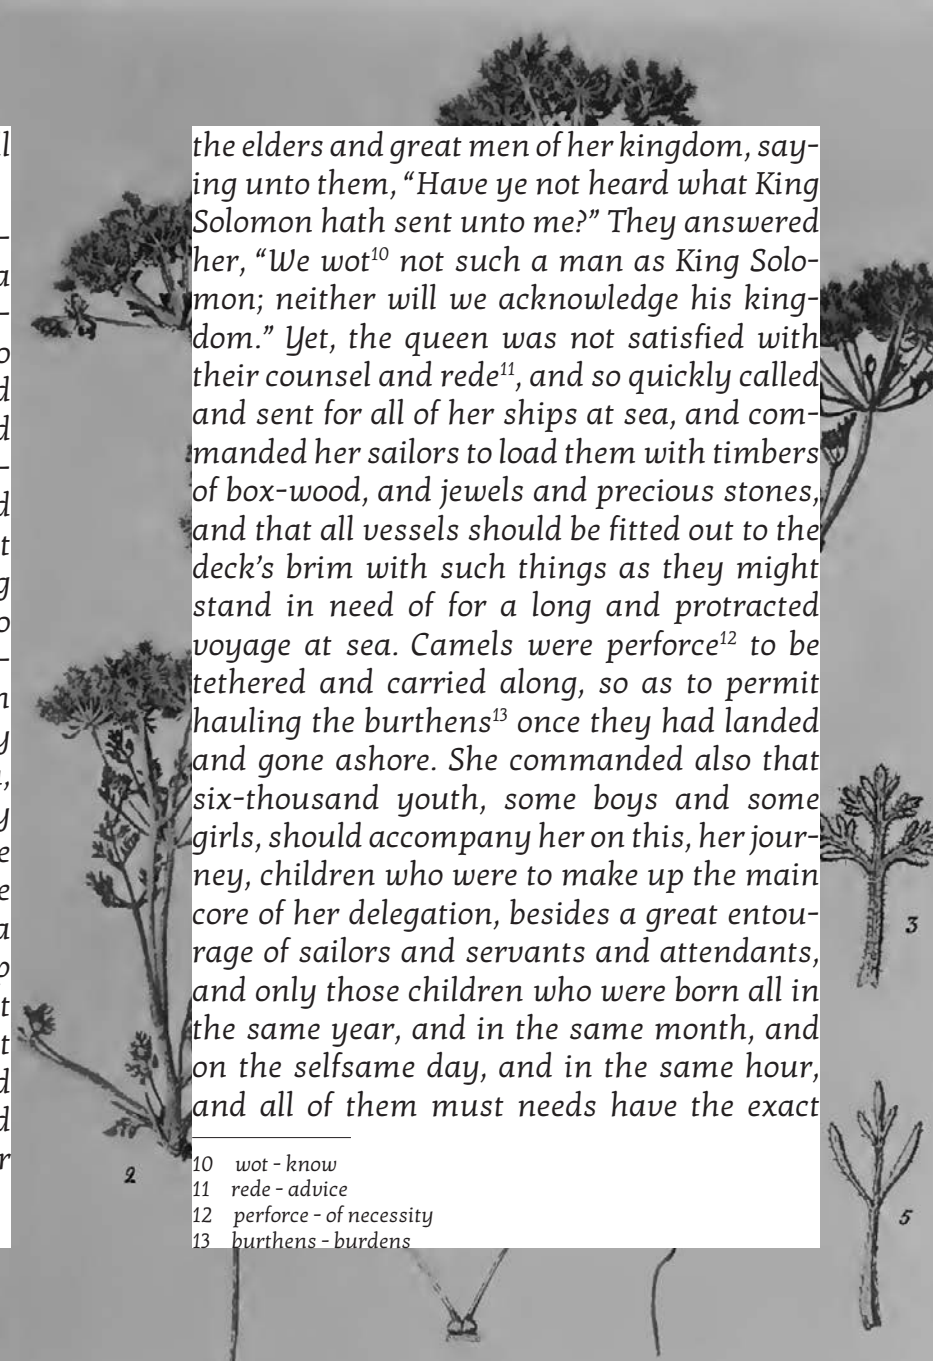 the elders and great men of her kingdom, say-
ing unto them, “Have ye not heard what King
Solomon hath sent unto me?” They answered
her, “We wot10 not such a man as King Solo-
mon; neither will we acknowledge his king-
dom.” Yet, the queen was not satisfied with
their counsel and rede11, and so quickly called
and sent for all of her ships at sea, and com-
manded her sailors to load them with timbers
of box-wood, and jewels and precious stones,
and that all vessels should be fitted out to the
deck’s brim with such things as they might
stand in need of for a long and protracted
voyage at sea. Camels were perforce12 to be
tethered and carried along, so as to permit
hauling the burthens13 once they had landed
and gone ashore. She commanded also that
six-thousand youth, some boys and some
girls, should accompany her on this, her jour-
ney, children who were to make up the main
core of her delegation, besides a great entou-
rage of sailors and servants and attendants,
and only those children who were born all in
the same year, and in the same month, and
on the selfsame day, and in the same hour,
and all of them must needs have the exact
10 wot - know
11 rede - advice
12 perforce - of necessity
13 burthens - burdens
2
3
5